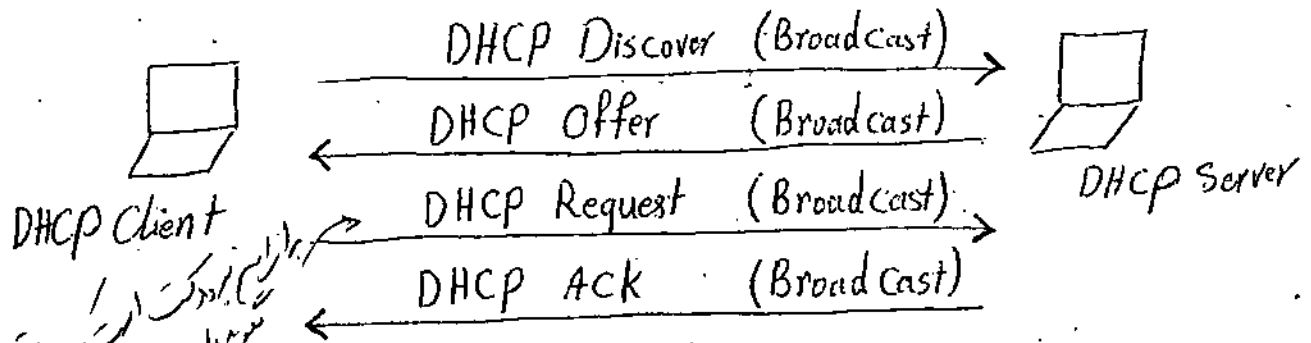 DHCP Discover (Broadcast)
DHCP Offer (Broadcast)
DHCP Server
DHCP Request (Broadcast)
DHCP Client
DHCP Ack (Broadcast)